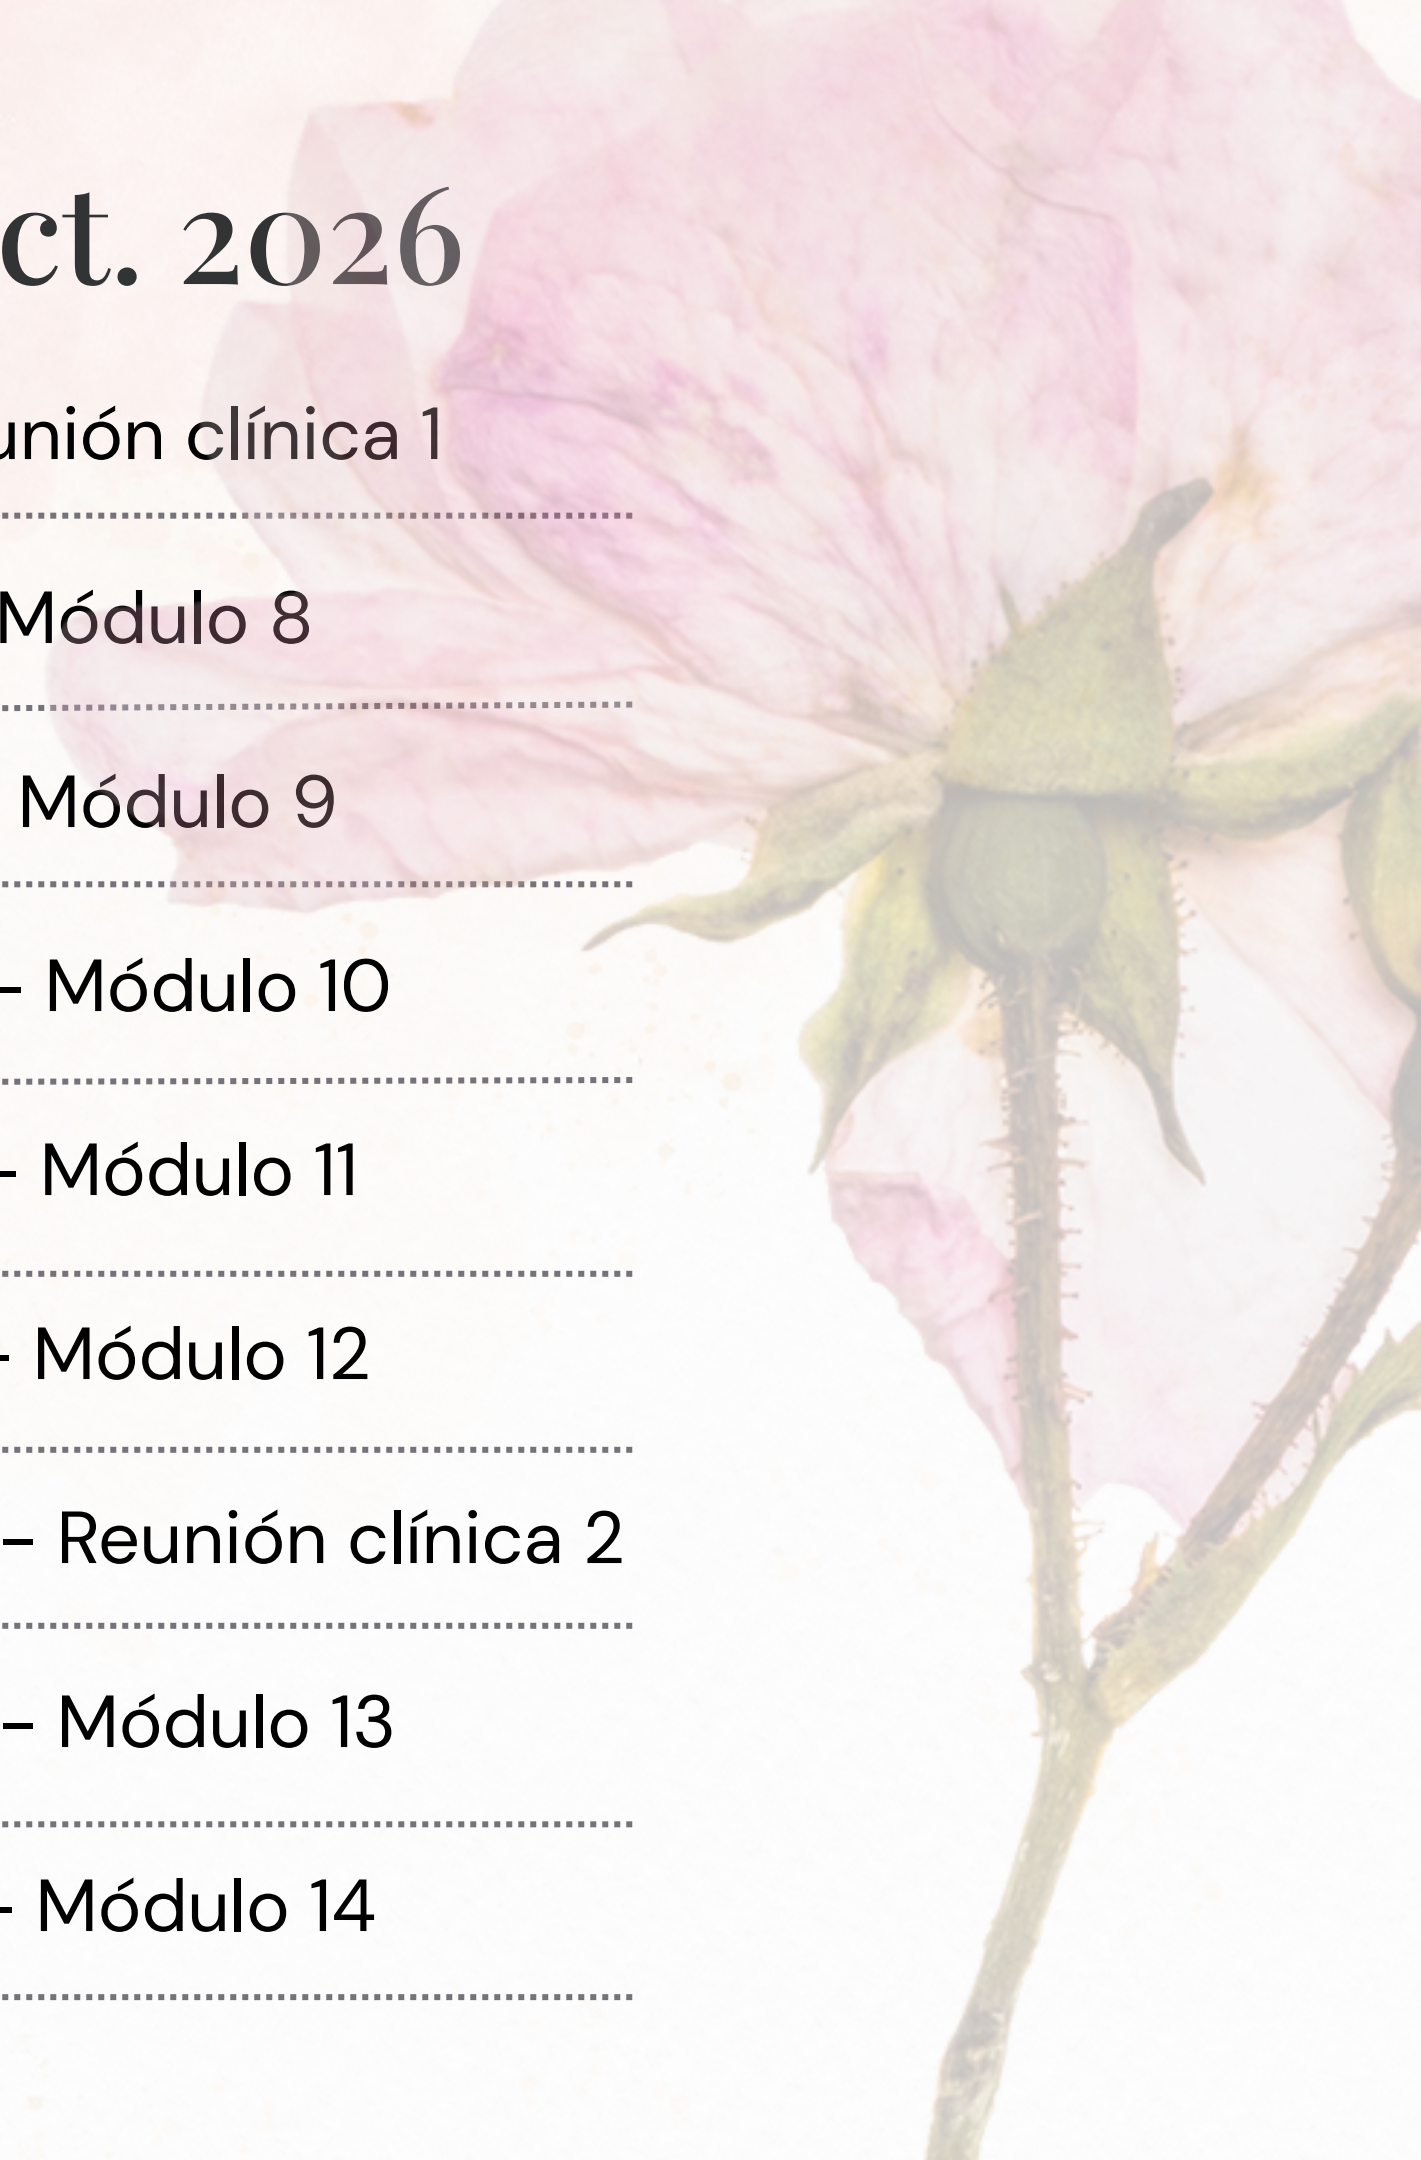 ct. 2026
unión clínica 1
Módulo 8
Módulo 9
- Módulo 10
- Módulo 11
- Módulo 12
- Reunión clínica 2
- Módulo 13
- Módulo 14